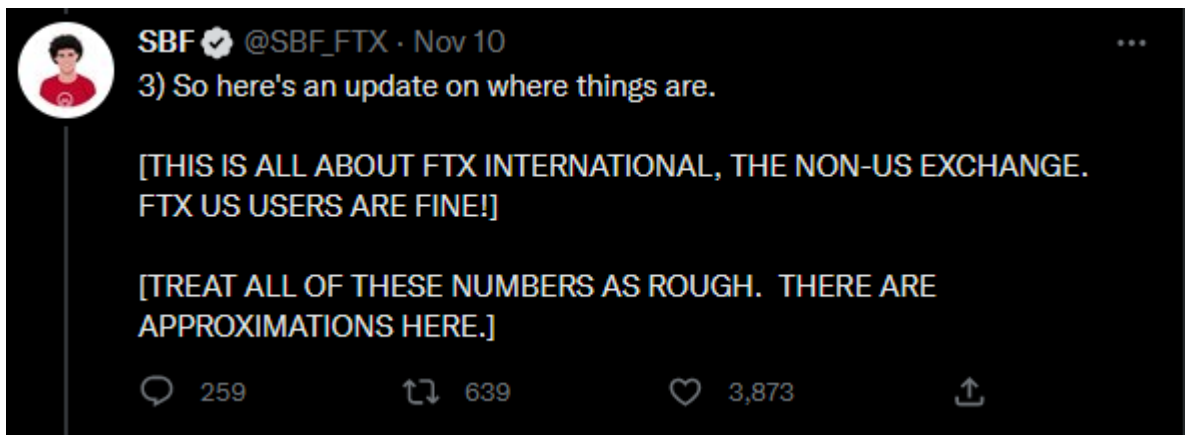 SBF @SBF_FTX · Nov 10
3) So here's an update on where things are.
[THIS IS ALL ABOUT FTX INTERNATIONAL, THE NON-US EXCHANGE.
FTX US USERS ARE FINE!]
[TREAT ALL OF THESE NUMBERS AS ROUGH.  THERE ARE
APPROXIMATIONS HERE.]
259 639 3,873